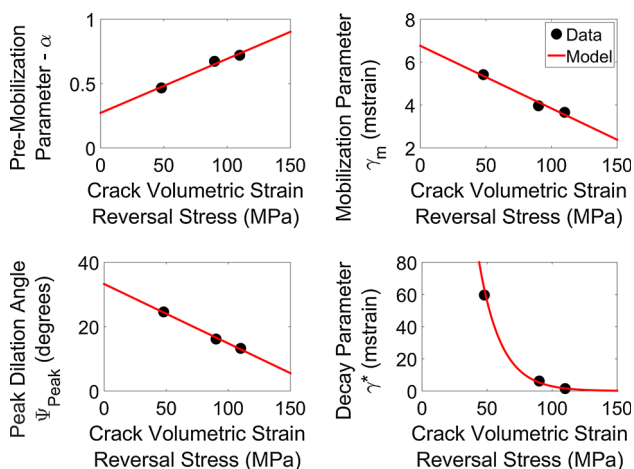 Pre-Mobilization
Parameter - α
1
0.5
0
0 50 100 150
Crack Volumetric Strain
Reversal Stress (MPa)
Mobilization Parameter
γm (mstrain)
8
6
4
2
0 50 100 150
Data
Model
Crack Volumetric Strain
Reversal Stress (MPa)
Peak Dilation Angle
ΨPeak (degrees)
40
20
0
0 50 100 150
Crack Volumetric Strain
Reversal Stress (MPa)
Decay Parameter
γ* (mstrain)
80
60
40
20
0
0 50 100 150
Crack Volumetric Strain
Reversal Stress (MPa)